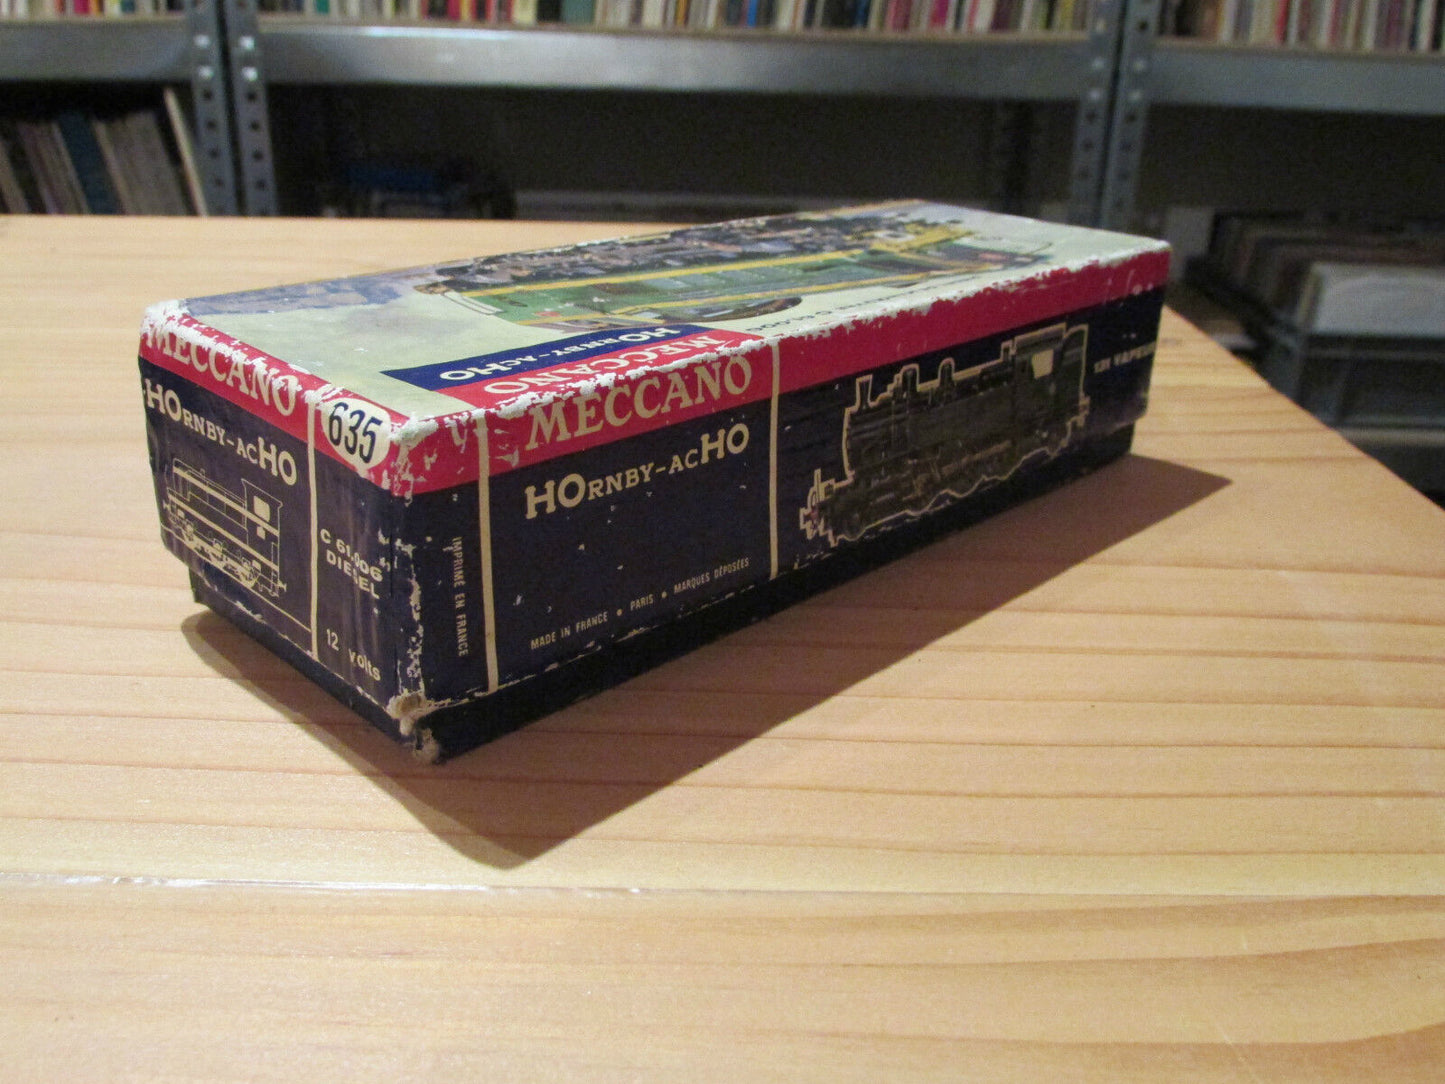 MECCANO
HORNBY-ACHO
635
C 61.006
DIESEL
12 volts
IMPRIMÉ EN FRANCE
MECCANO
HORNBY-ACHO
MADE IN FRANCE • PARIS • MARQUES DÉPOSÉES
HORNBY-ACHO
MECCANO